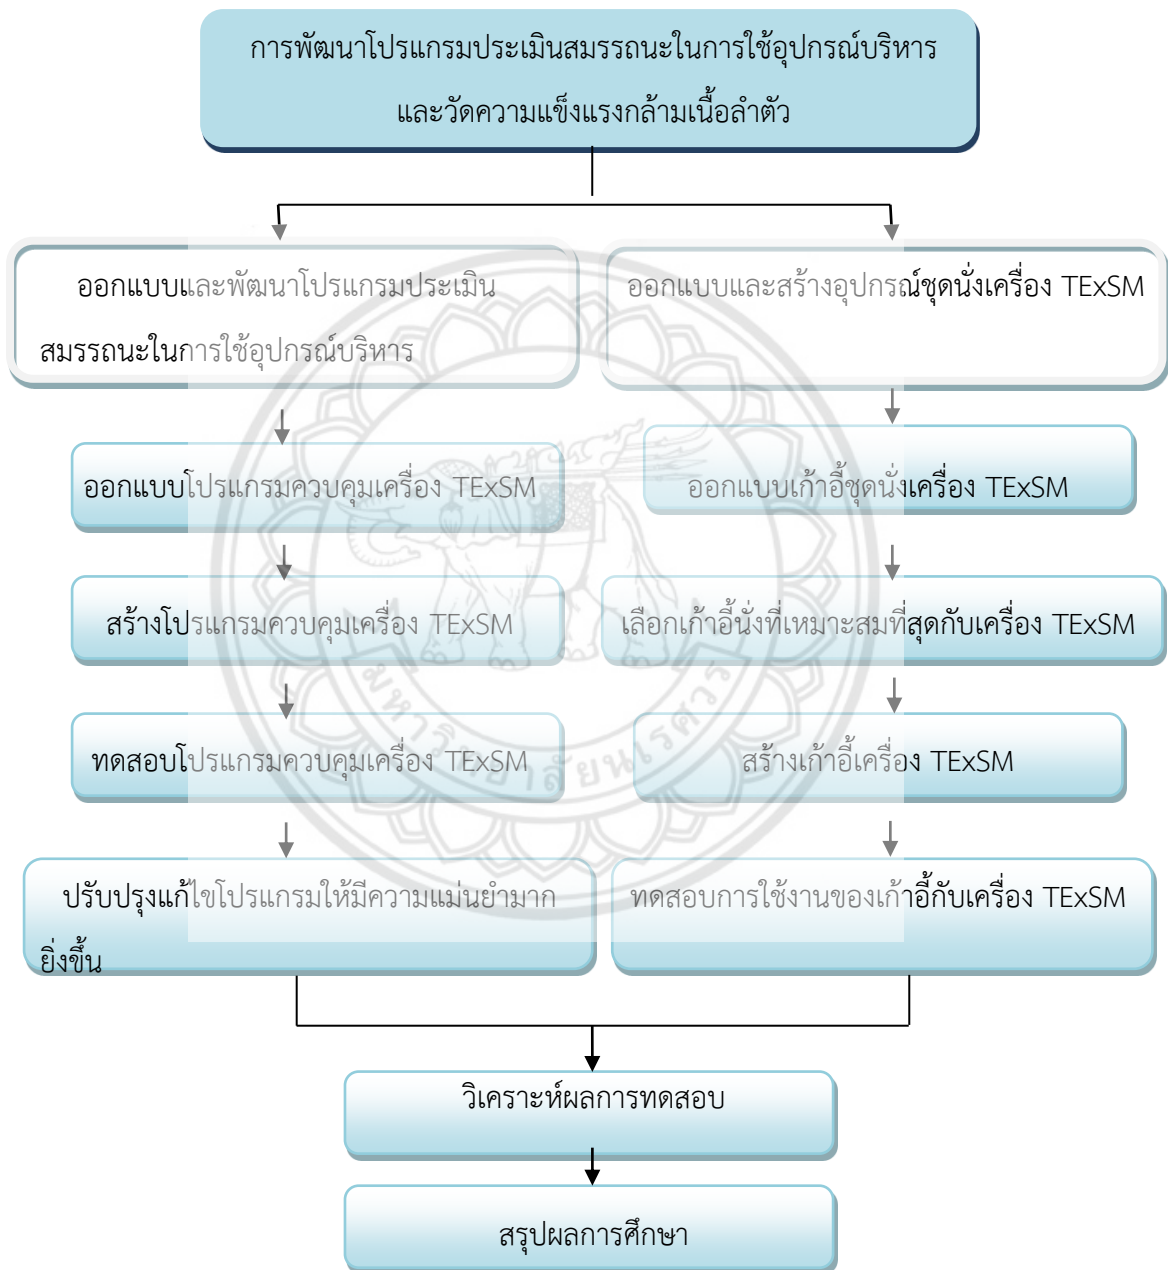 การพัฒนาโปรแกรมประเมินสมรรถนะในการใช้อุปกรณ์บริหาร
และวัดความแข็งแรงกล้ามเนื้อลำตัว
ออกแบบและพัฒนาโปรแกรมประเมิน
สมรรถนะในการใช้อุปกรณ์บริหาร
ออกแบบและสร้างอุปกรณ์ชุดนั่งเครื่อง TExSM
ออกแบบโปรแกรมควบคุมเครื่อง TExSM
ออกแบบเก้าอี้ชุดนั่งเครื่อง TExSM
สร้างโปรแกรมควบคุมเครื่อง TExSM
เลือกเก้าอี้นั่งที่เหมาะสมที่สุดกับเครื่อง TExSM
ทดสอบโปรแกรมควบคุมเครื่อง TExSM
สร้างเก้าอี้เครื่อง TExSM
ปรับปรุงแก้ไขโปรแกรมให้มีความแม่นยำมาก
ยิ่งขึ้น
ทดสอบการใช้งานของเก้าอี้กับเครื่อง TExSM
วิเคราะห์ผลการทดสอบ
สรุปผลการศึกษา
มหาวิทยาลัยนเรศวร